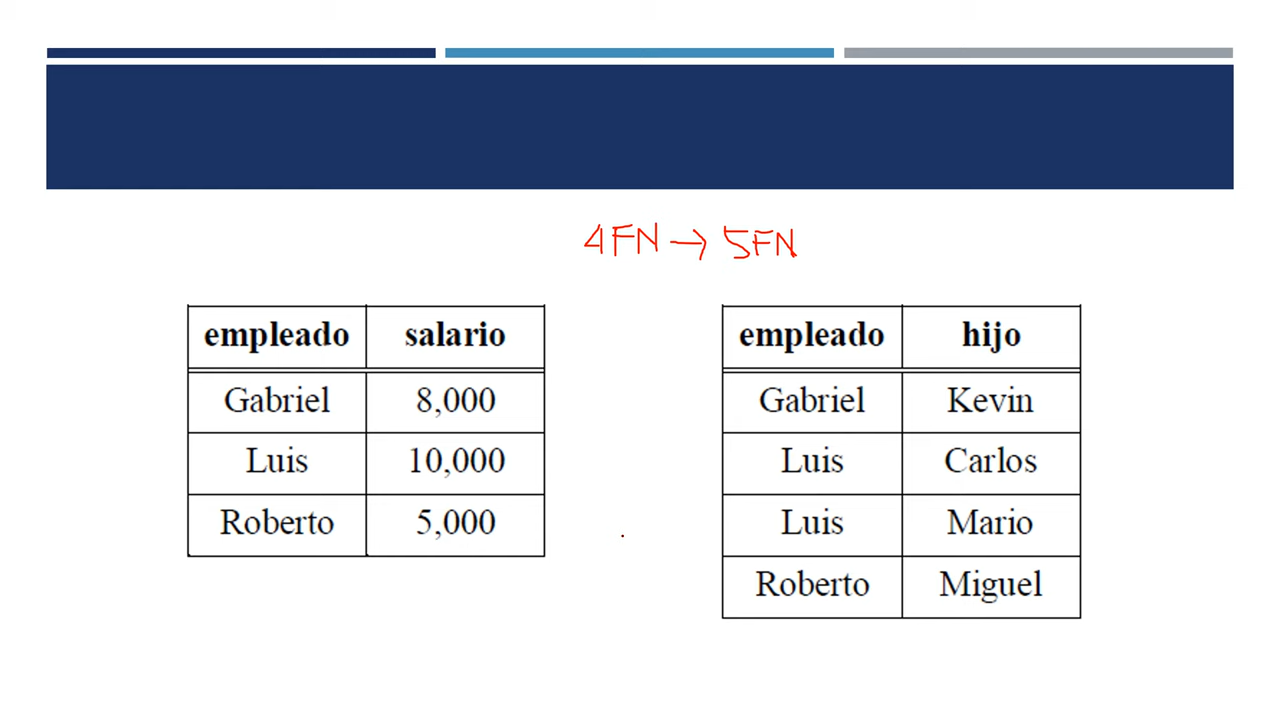 4FN → 5FN
empleado salario
Gabriel 8,000
Luis 10,000
Roberto 5,000
empleado hijo
Gabriel Kevin
Luis Carlos
Luis Mario
Roberto Miguel